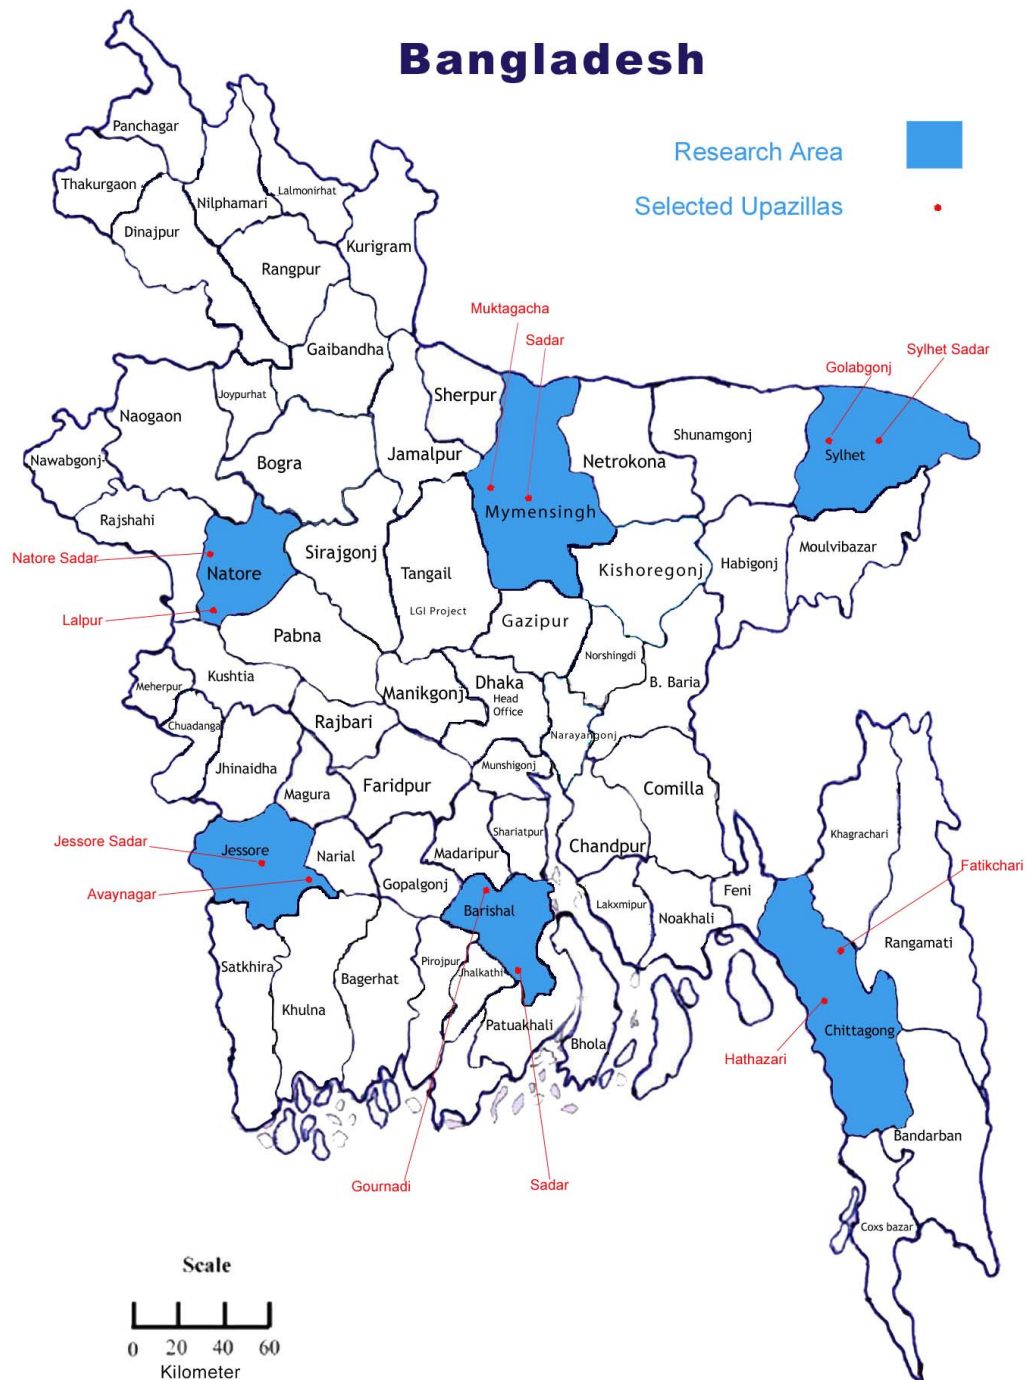 Bangladesh
Research Area
Selected Upazillas
Panchagar
Thakurgaon
Nilphamari
Lalmonirhat
Dinajpur
Kurigram
Rangpur
Muktagacha
Sadar
Gaibandha
Sylhet Sadar
Golabgonj
Joypurhat
Sherpur
Naogaon
Shunamgonj
Nawabgonj
Bogra
Jamalpur
Netrokona
Sylhet
Rajshahi
Mymensingh
Natore Sadar
Sirajgonj
Moulvibazar
Natore
Tangail
Kishoregonj
Habigonj
LGI Project
Lalpur
Gazipur
Pabna
Norshingdi
Kushtia
Meherpur
Manikgonj
Dhaka
Head
Office
B. Baria
Chuadanga
Rajbari
Narayangonj
Jhinaidha
Munshigonj
Magura
Faridpur
Comilla
Jessore Sadar
Jessore
Narial
Shariatpur
Khagrachari
Madaripur
Chandpur
Fatikchari
Avaynagar
Gopalgonj
Feni
Barishal
Lakxmipur
Noakhali
Rangamati
Satkhira
Pirojpur
Jhalkathi
Bagerhat
Khulna
Patuakhali
Bhola
Chittagong
Hathazari
Bandarban
Gournadi
Sadar
Coxs bazar
Scale
0 20 40 60
Kilometer